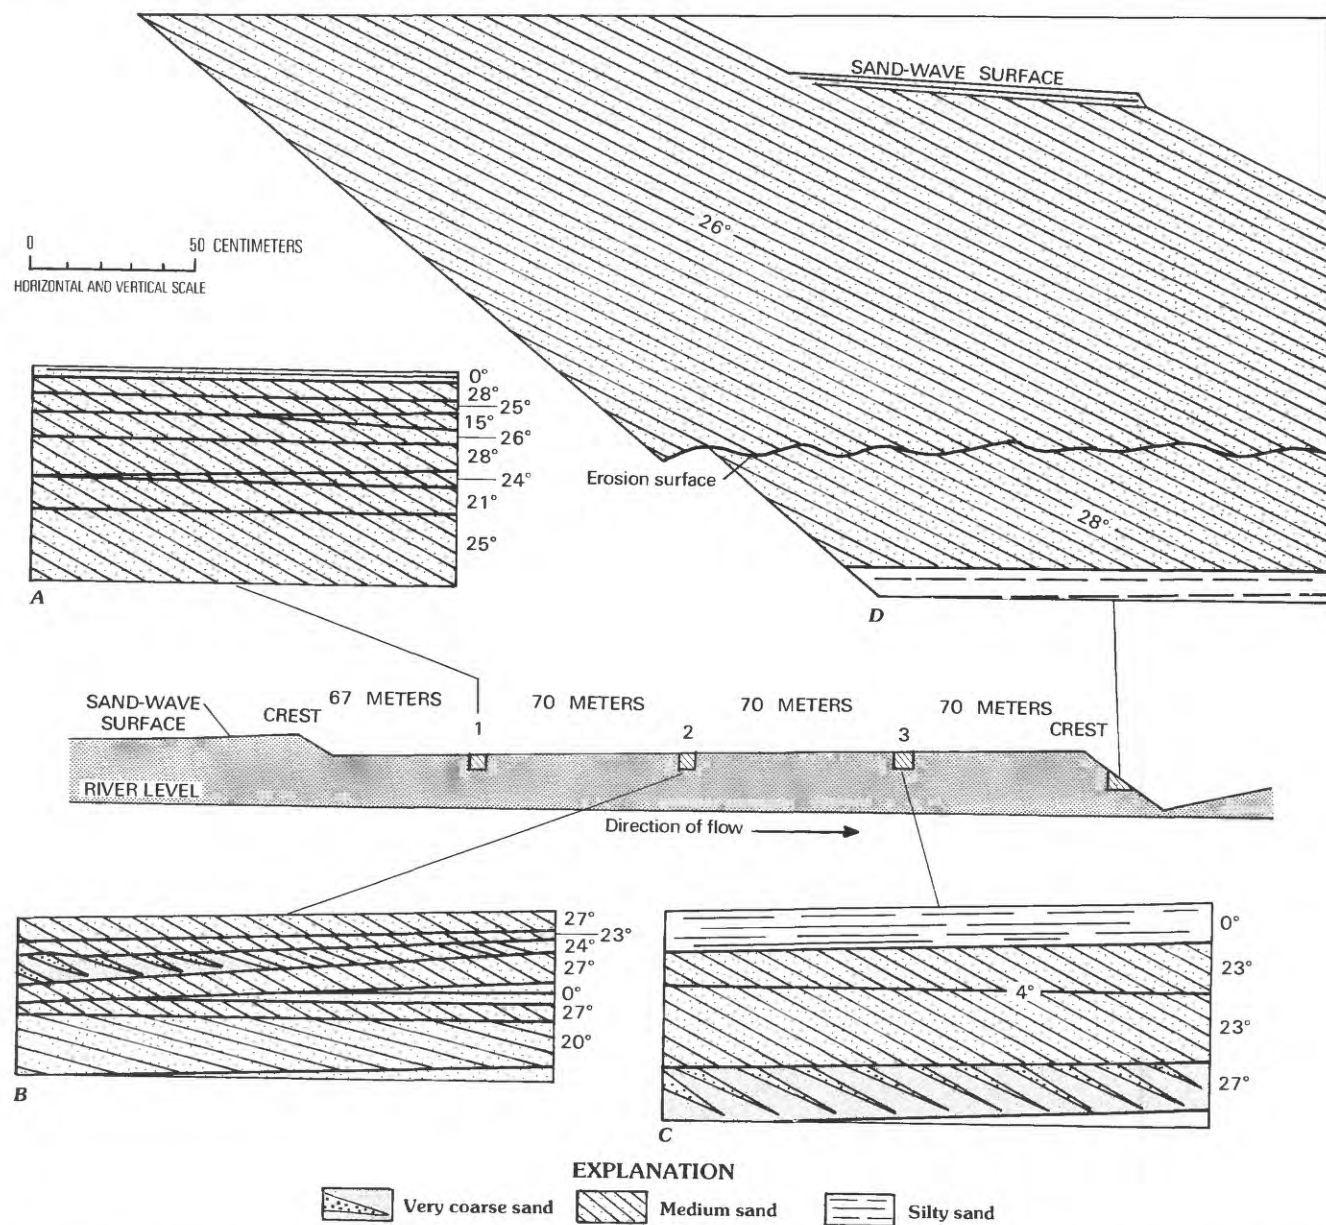 SAND-WAVE SURFACE
26°
0 50 CENTIMETERS
HORIZONTAL AND VERTICAL SCALE
0°
28°
25°
15°
26°
28°
24°
21°
25°
A
Erosion surface
28°
D
67 METERS
70 METERS
70 METERS
70 METERS
SAND-WAVE
SURFACE
CREST
1
2
3
CREST
RIVER LEVEL
Direction of flow
27°
23°
24°
27°
0°
27°
20°
B
0°
23°
4°
23°
27°
C
EXPLANATION
Very coarse sand
Medium sand
Silty sand